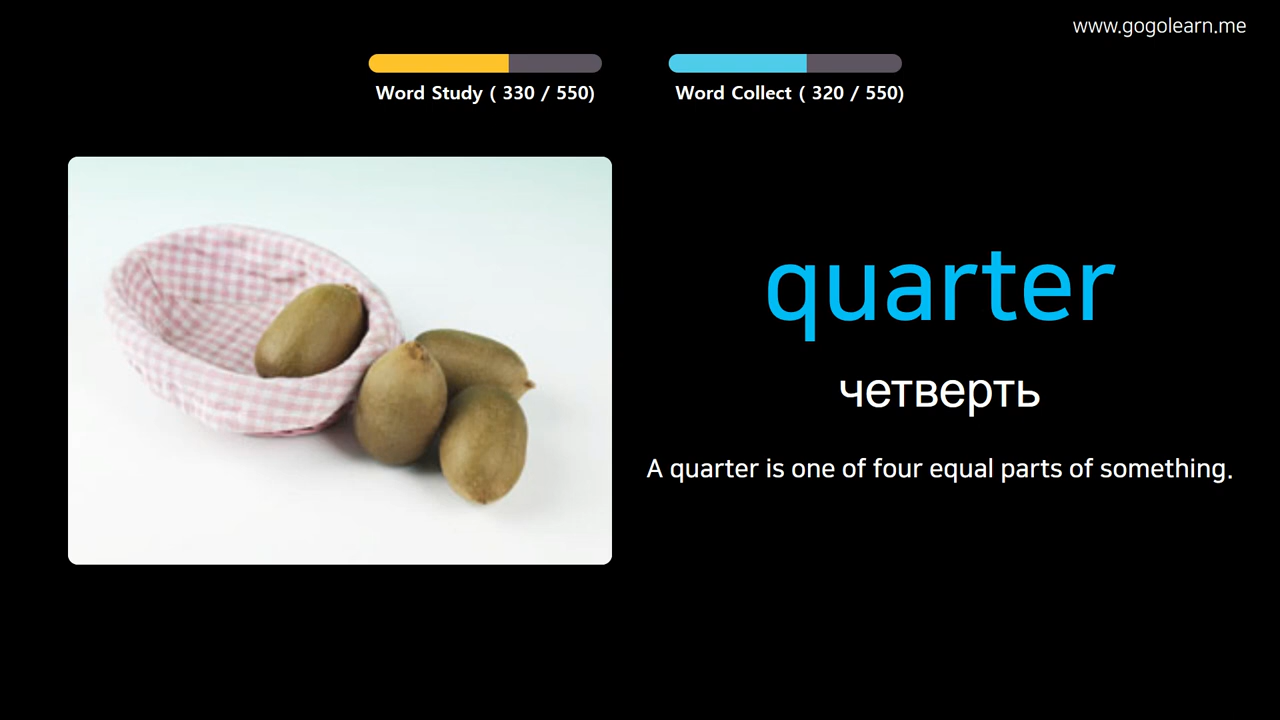 www.gogolearn.me
Word Study ( 330 / 550)
Word Collect ( 320 / 550)
quarter
четверть
A quarter is one of four equal parts of something.